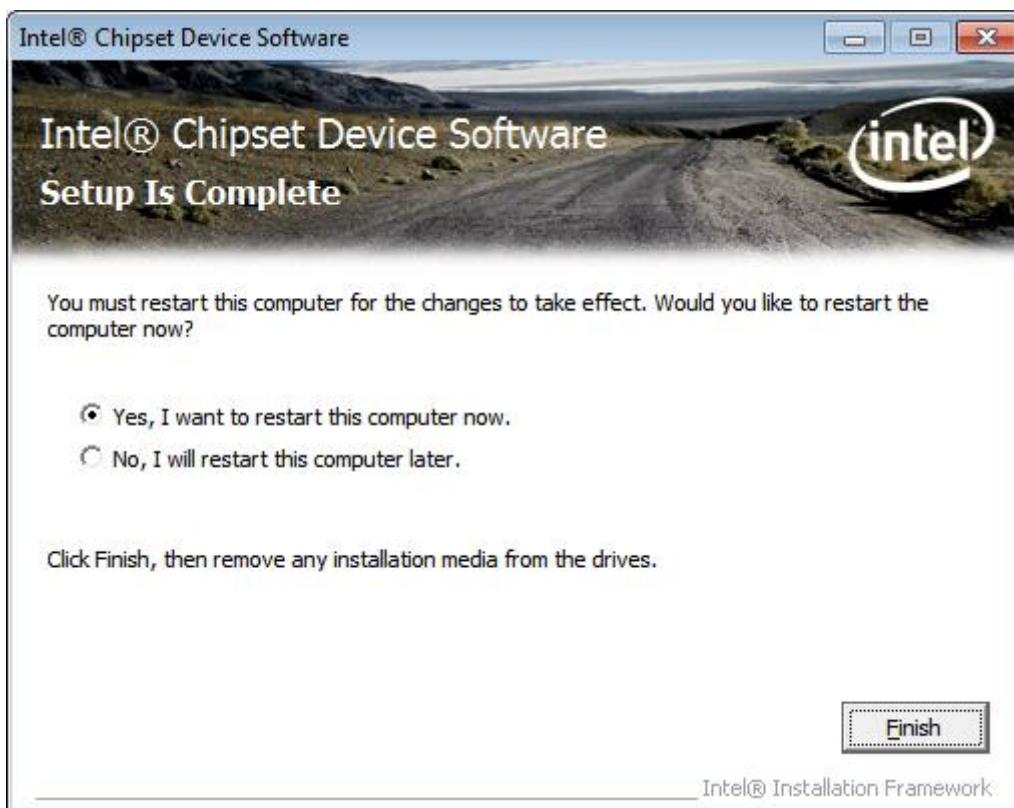 Intel® Chipset Device Software
Intel® Chipset Device Software
intel
Setup Is Complete
You must restart this computer for the changes to take effect. Would you like to restart the
computer now?
Yes, I want to restart this computer now.
No, I will restart this computer later.
Click Finish, then remove any installation media from the drives.
Finish
Intel® Installation Framework